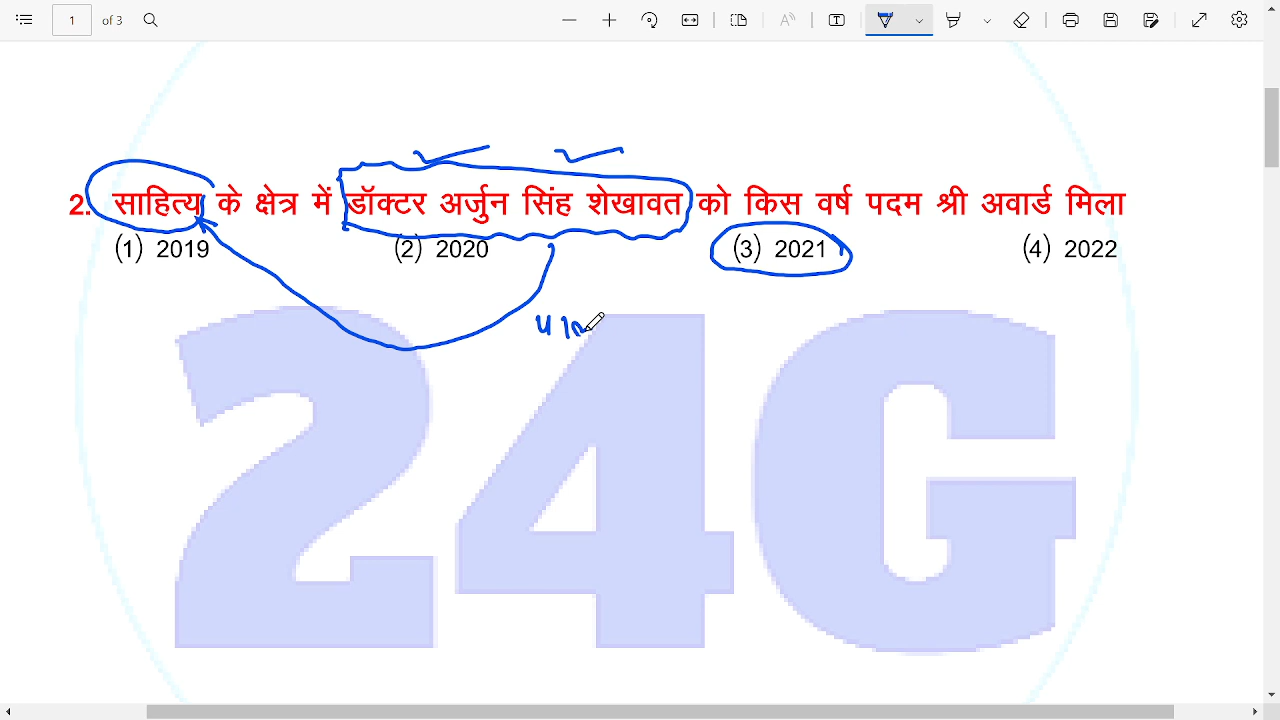 1 of 3
2. साहित्य के क्षेत्र में डॉक्टर अर्जुन सिंह शेखावत को किस वर्ष पदम श्री अवार्ड मिला
(1) 2019 (2) 2020 (3) 2021 (4) 2022
24G